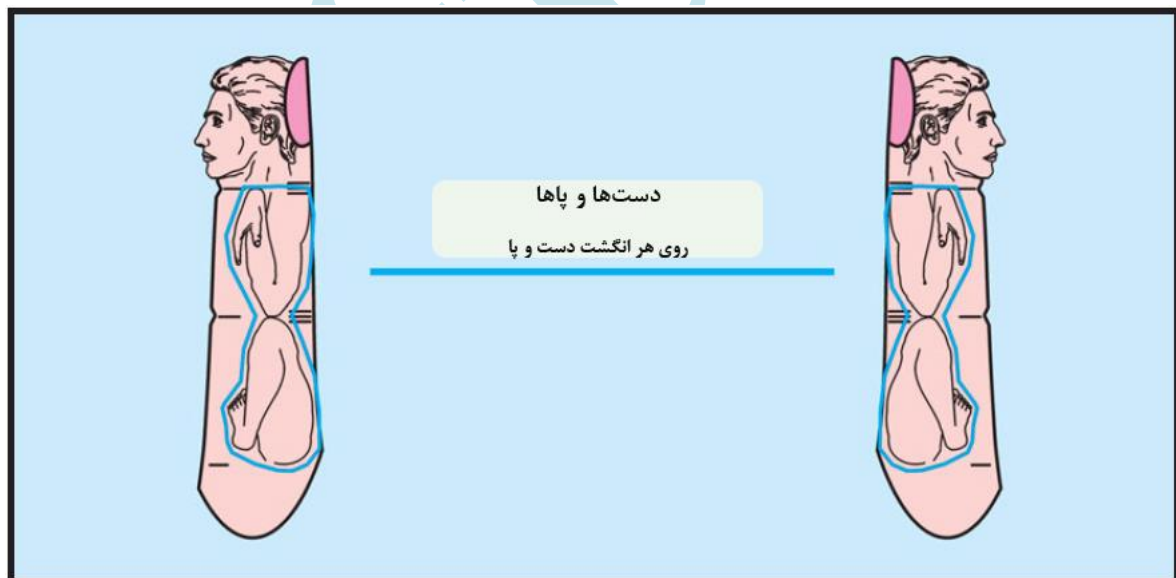 دست‌ها و پاها
روی هر انگشت دست و پا